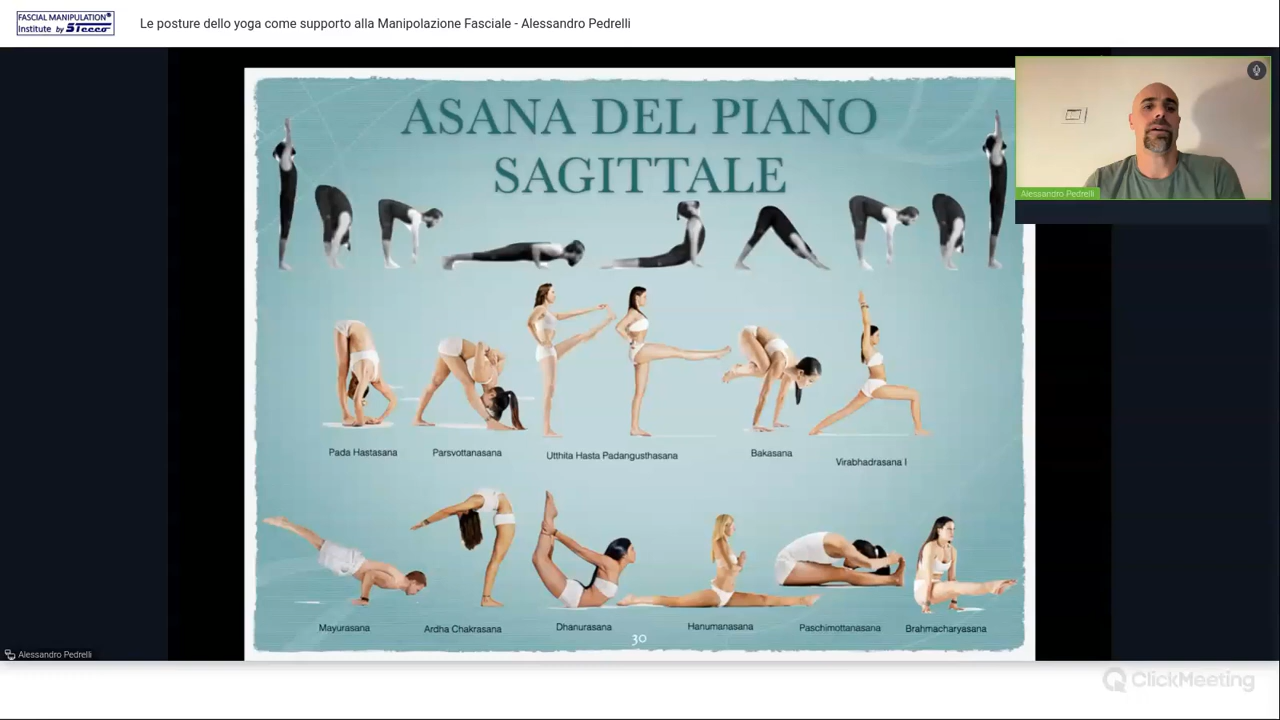 FASCIAL MANIPULATION®
Institute by Stecco
Le posture dello yoga come supporto alla Manipolazione Fasciale - Alessandro Pedrelli
ASANA DEL PIANO
SAGITTALE
Alessandro Pedrelli
Pada Hastasana
Parsvottanasana
Utthita Hasta Padangusthasana
Bakasana
Virabhadrasana I
Mayurasana
Ardha Chakrasana
Dhanurasana
Hanumanasana
Paschimottanasana
Brahmacharyasana
30
Alessandro Pedrelli
ClickMeeting